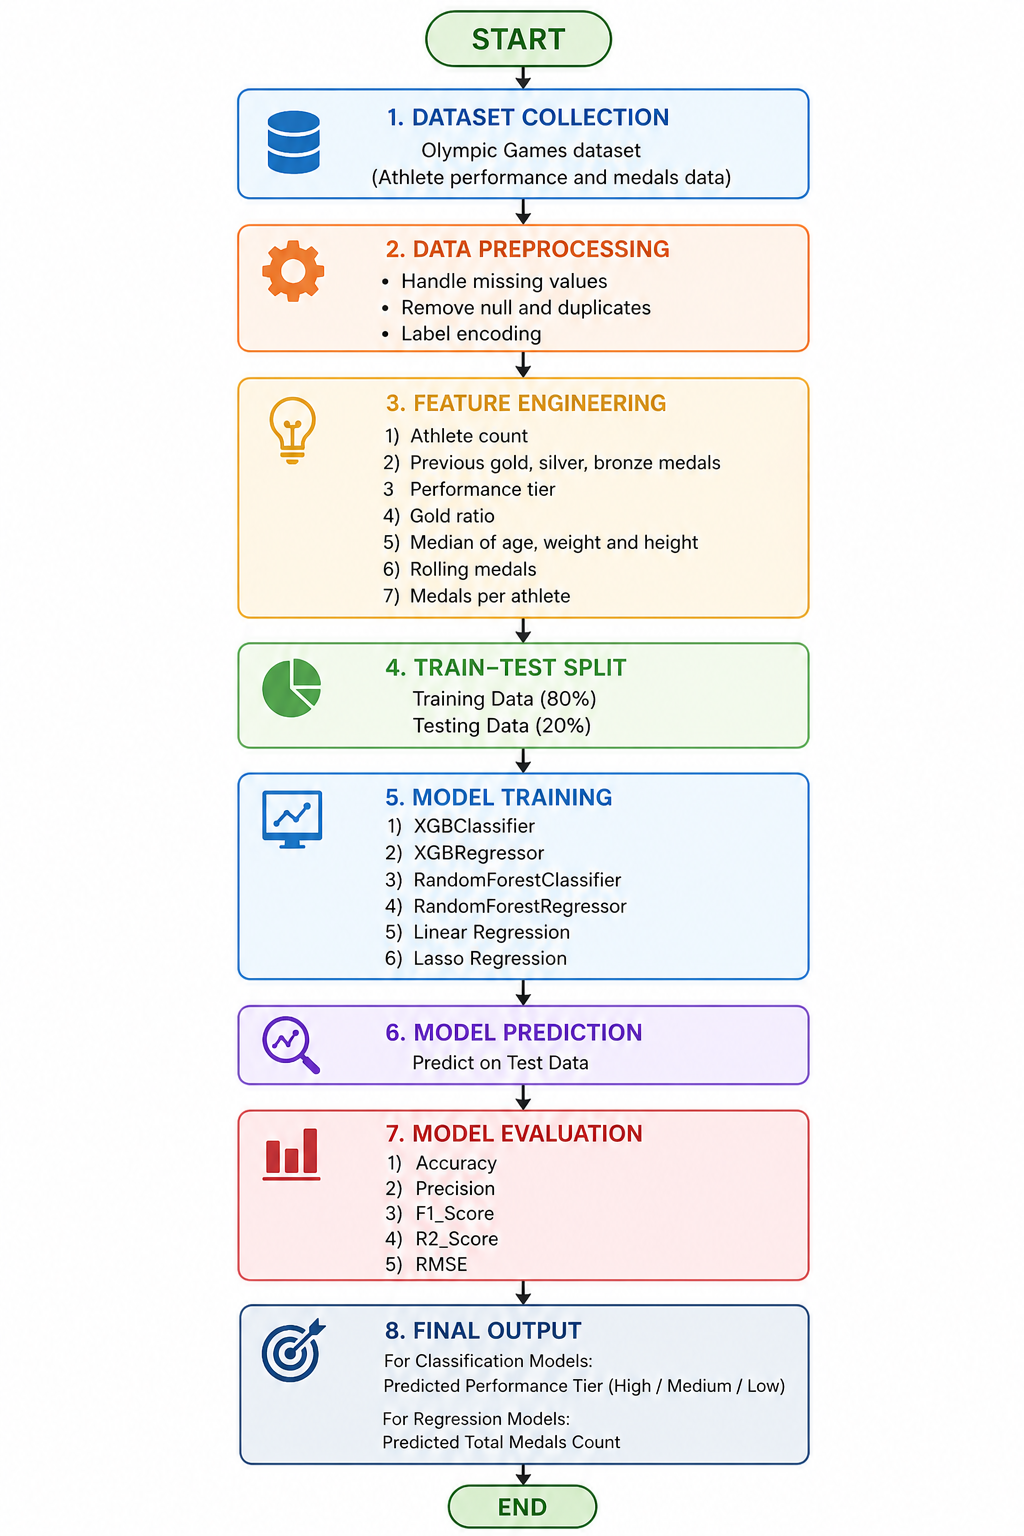 START
1. DATASET COLLECTION
Olympic Games dataset
(Athlete performance and medals data)
2. DATA PREPROCESSING
• Handle missing values
• Remove null and duplicates
• Label encoding
3. FEATURE ENGINEERING
1) Athlete count
2) Previous gold, silver, bronze medals
3 Performance tier
4) Gold ratio
5) Median of age, weight and height
6) Rolling medals
7) Medals per athlete
4. TRAIN–TEST SPLIT
Training Data (80%)
Testing Data (20%)
5. MODEL TRAINING
1) XGBClassifier
2) XGBRegressor
3) RandomForestClassifier
4) RandomForestRegressor
5) Linear Regression
6) Lasso Regression
6. MODEL PREDICTION
Predict on Test Data
7. MODEL EVALUATION
1) Accuracy
2) Precision
3) F1_Score
4) R2_Score
5) RMSE
8. FINAL OUTPUT
For Classification Models:
Predicted Performance Tier (High / Medium / Low)
For Regression Models:
Predicted Total Medals Count
END